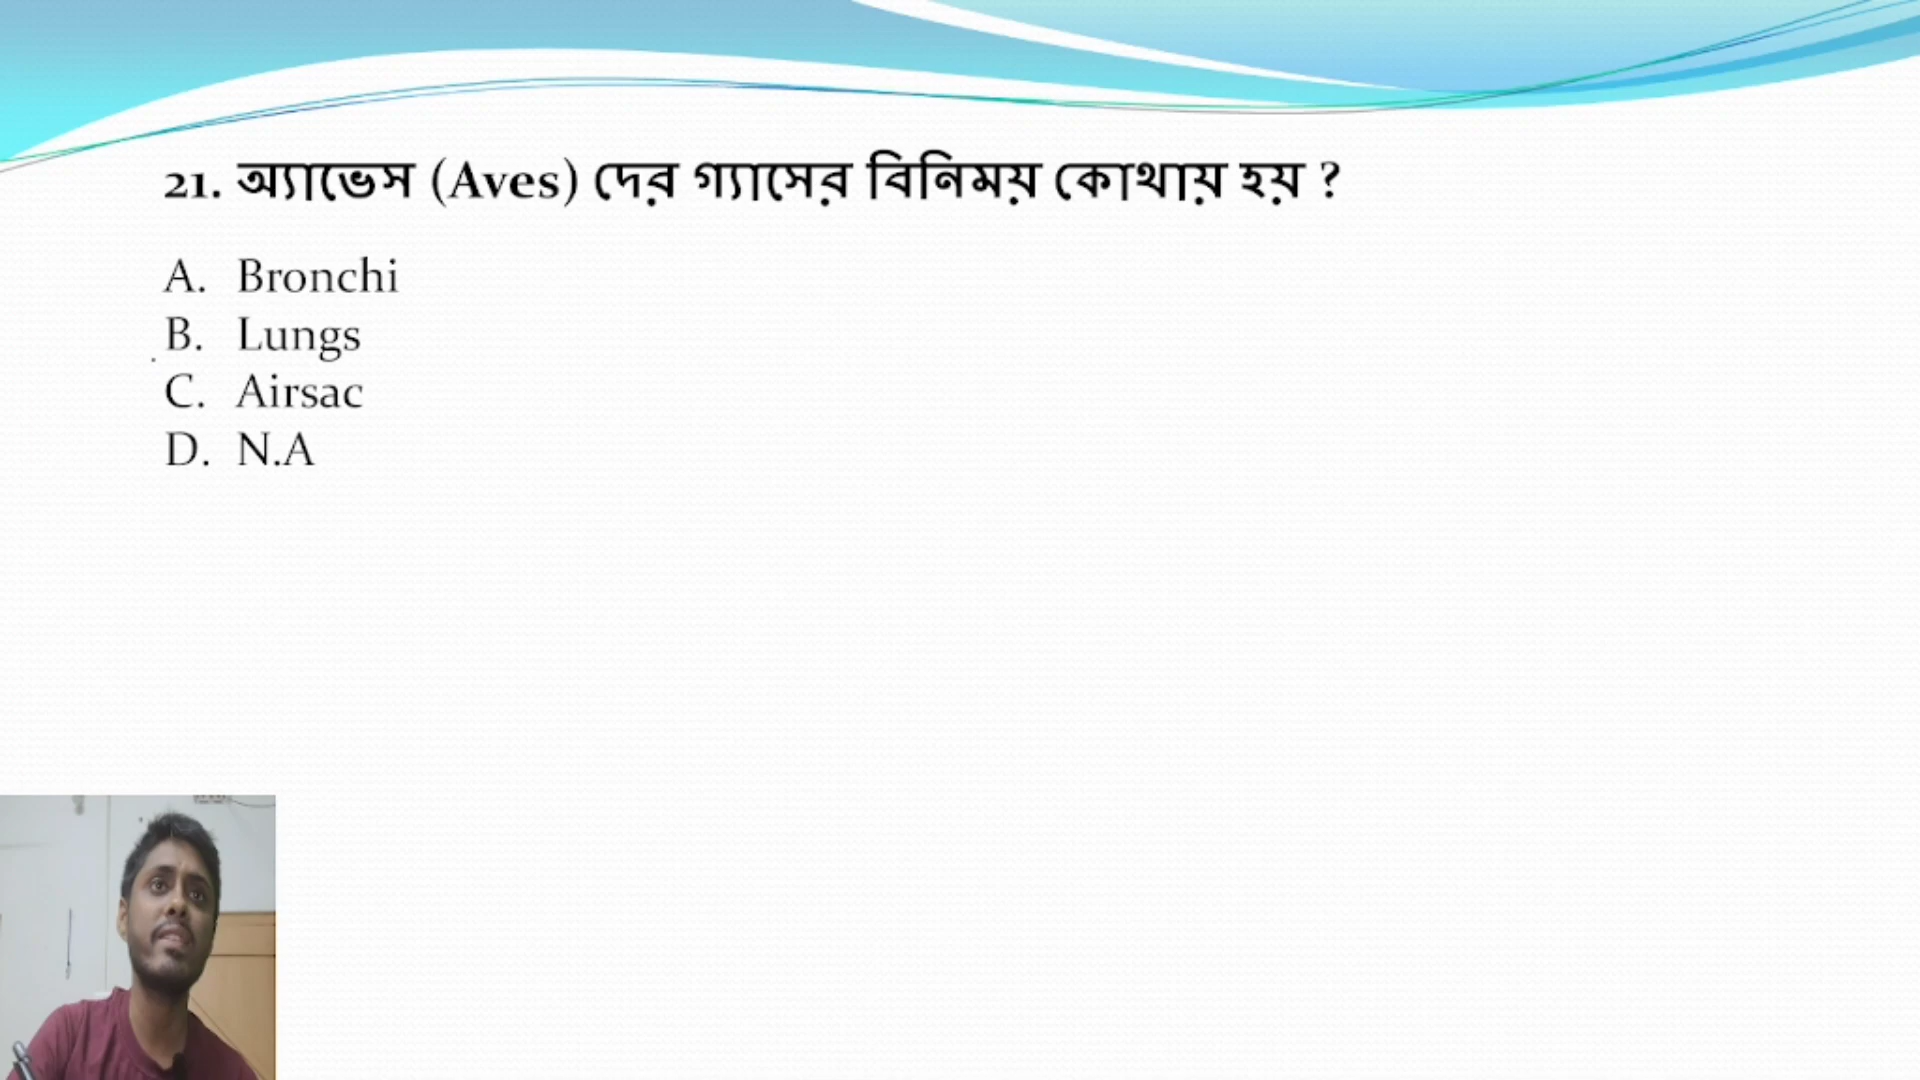 21. অ্যাভেস (Aves) দের গ্যাসের বিনিময় কোথায় হয় ?
A. Bronchi
B. Lungs
C. Airsac
D. N.A